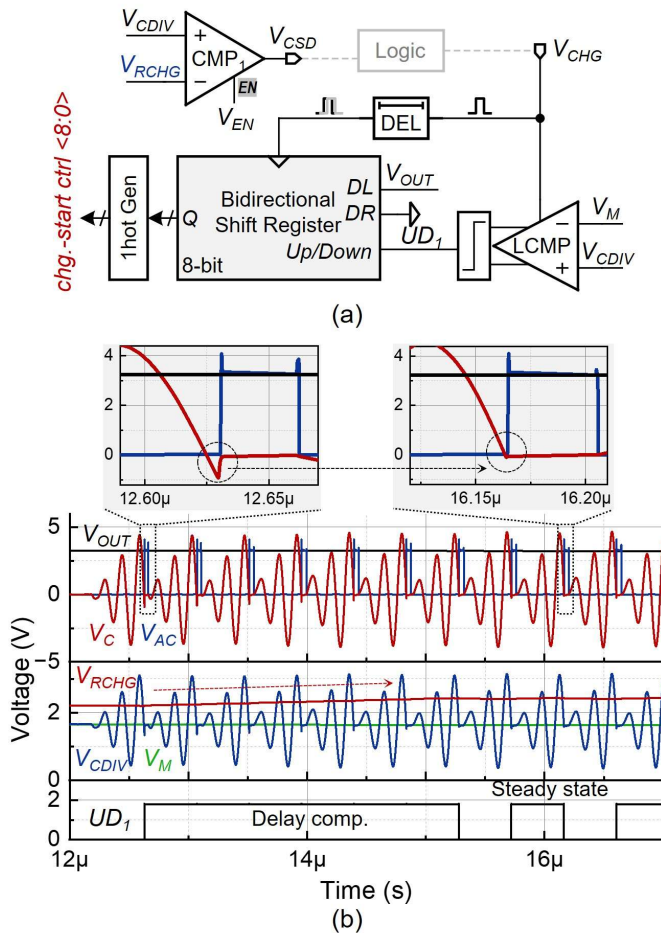 V_CDIV
V_RCHG
+
−
CMP₁
EN
V_EN
V_CSD
Logic
V_CHG
DEL
chg.-start ctrl <8:0>
1hot Gen
Q
Bidirectional
Shift Register
8-bit
DL
DR
Up/Down
V_OUT
UD₁
LCMP
−
+
V_M
V_CDIV
(a)
4
2
0
12.60μ 12.65μ
4
2
0
16.15μ 16.20μ
Voltage (V)
5
0
−5
V_OUT
V_C V_AC
V_RCHG
2
0
V_CDIV V_M
Steady state
2
0
UD₁ Delay comp.
12μ 14μ 16μ
Time (s)
(b)